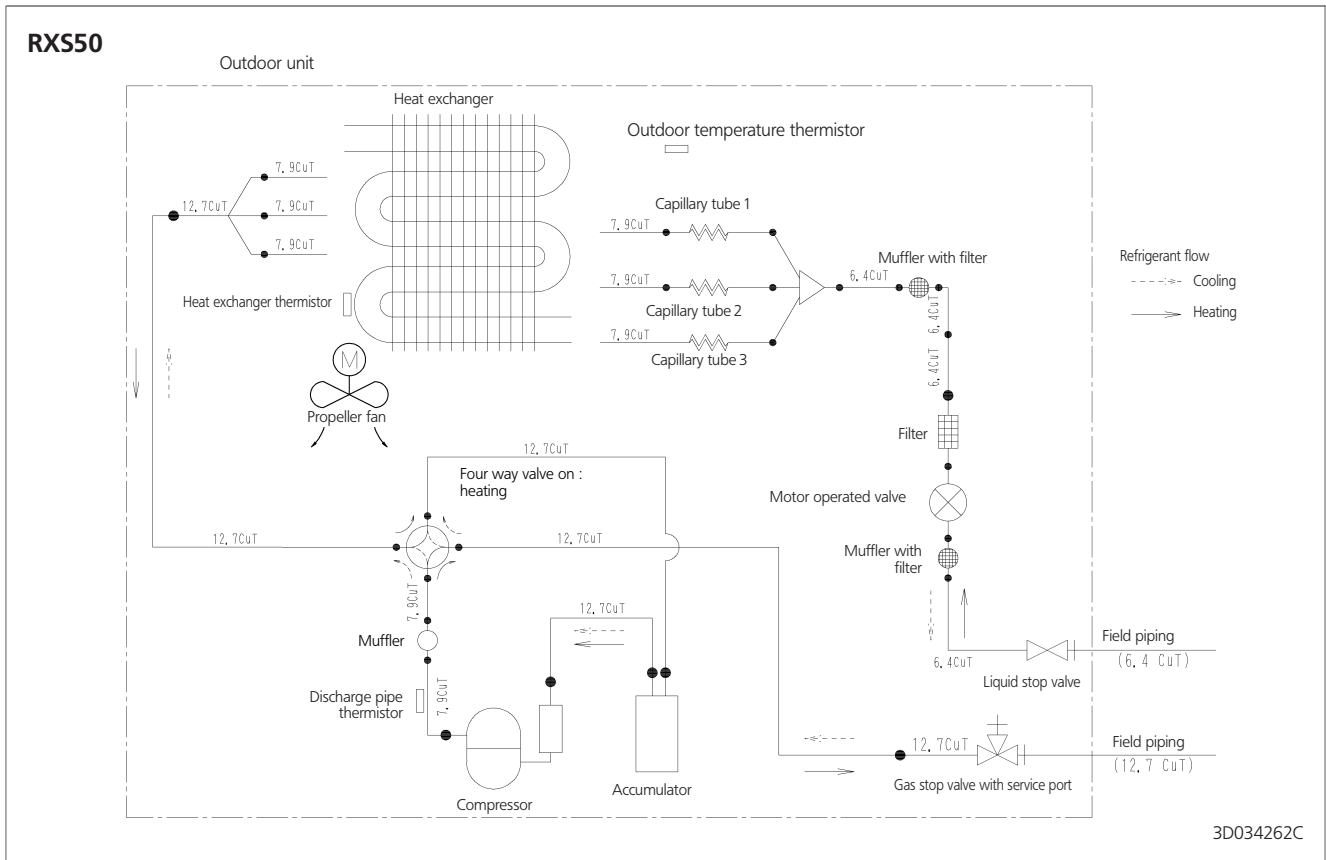 RXS50
Outdoor unit
Heat exchanger
Outdoor temperature thermistor
7.9CuT
12.7CuT
7.9CuT
7.9CuT
Heat exchanger thermistor
M
Propeller fan
Capillary tube 1
7.9CuT
7.9CuT
Capillary tube 2
7.9CuT
Capillary tube 3
Muffler with filter
6.4CuT
6.4CuT
6.4CuT
Refrigerant flow
Cooling
Heating
Filter
Motor operated valve
Muffler with
filter
12.7CuT
Four way valve on :
heating
12.7CuT
12.7CuT
7.9CuT
Muffler
12.7CuT
Discharge pipe
thermistor
7.9CuT
Compressor
Accumulator
6.4CuT
Liquid stop valve
Field piping
(6.4 CuT)
12.7CuT
Gas stop valve with service port
Field piping
(12.7 CuT)
3D034262C